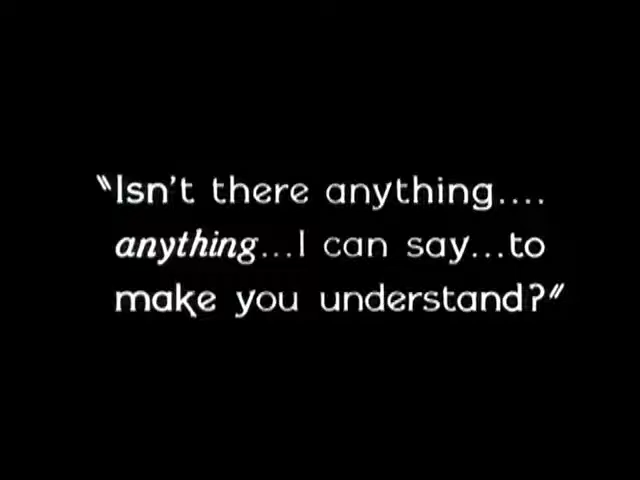 "Isn't there anything....
anything...I can say...to
make you understand?"